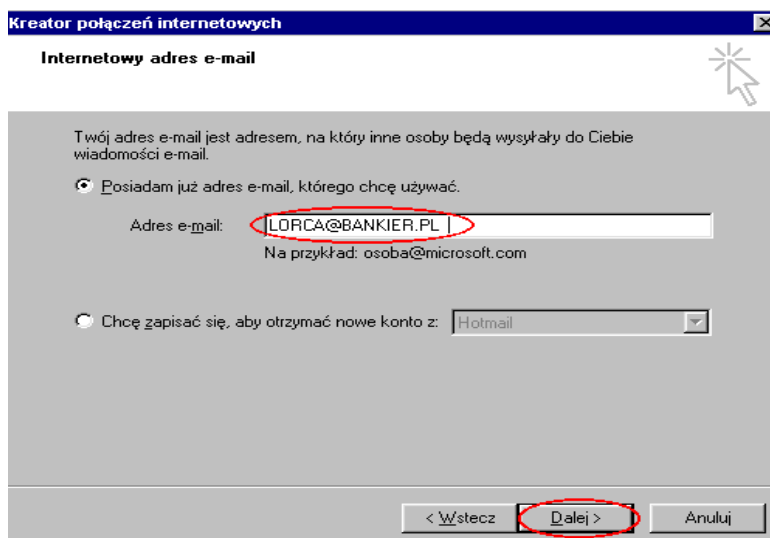 Kreator połączeń internetowych
Internetowy adres e-mail
Twój adres e-mail jest adresem, na który inne osoby będą wysyłały do Ciebie
wiadomości e-mail.
Posiadam już adres e-mail, którego chcę używać.
Adres e-mail: LORCA@BANKIER.PL
Na przykład: osoba@microsoft.com
Chcę zapisać się, aby otrzymać nowe konto z: Hotmail
< Wstecz Dalej > Anuluj